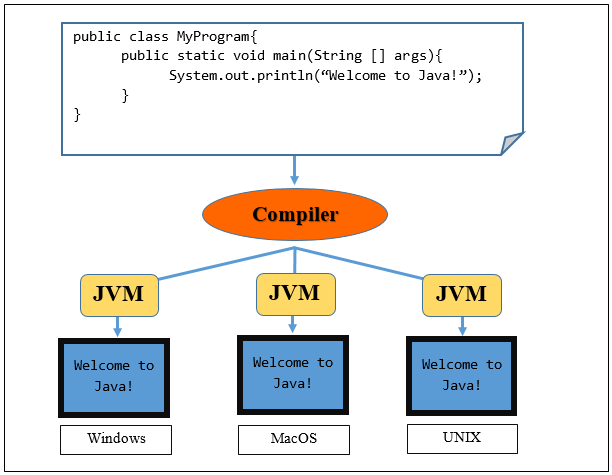 public class MyProgram{
public static void main(String [] args){
System.out.println(“Welcome to Java!”);
}
}
Compiler
JVM
JVM
JVM
Welcome to
Java!
Welcome to
Java!
Welcome to
Java!
Windows
MacOS
UNIX